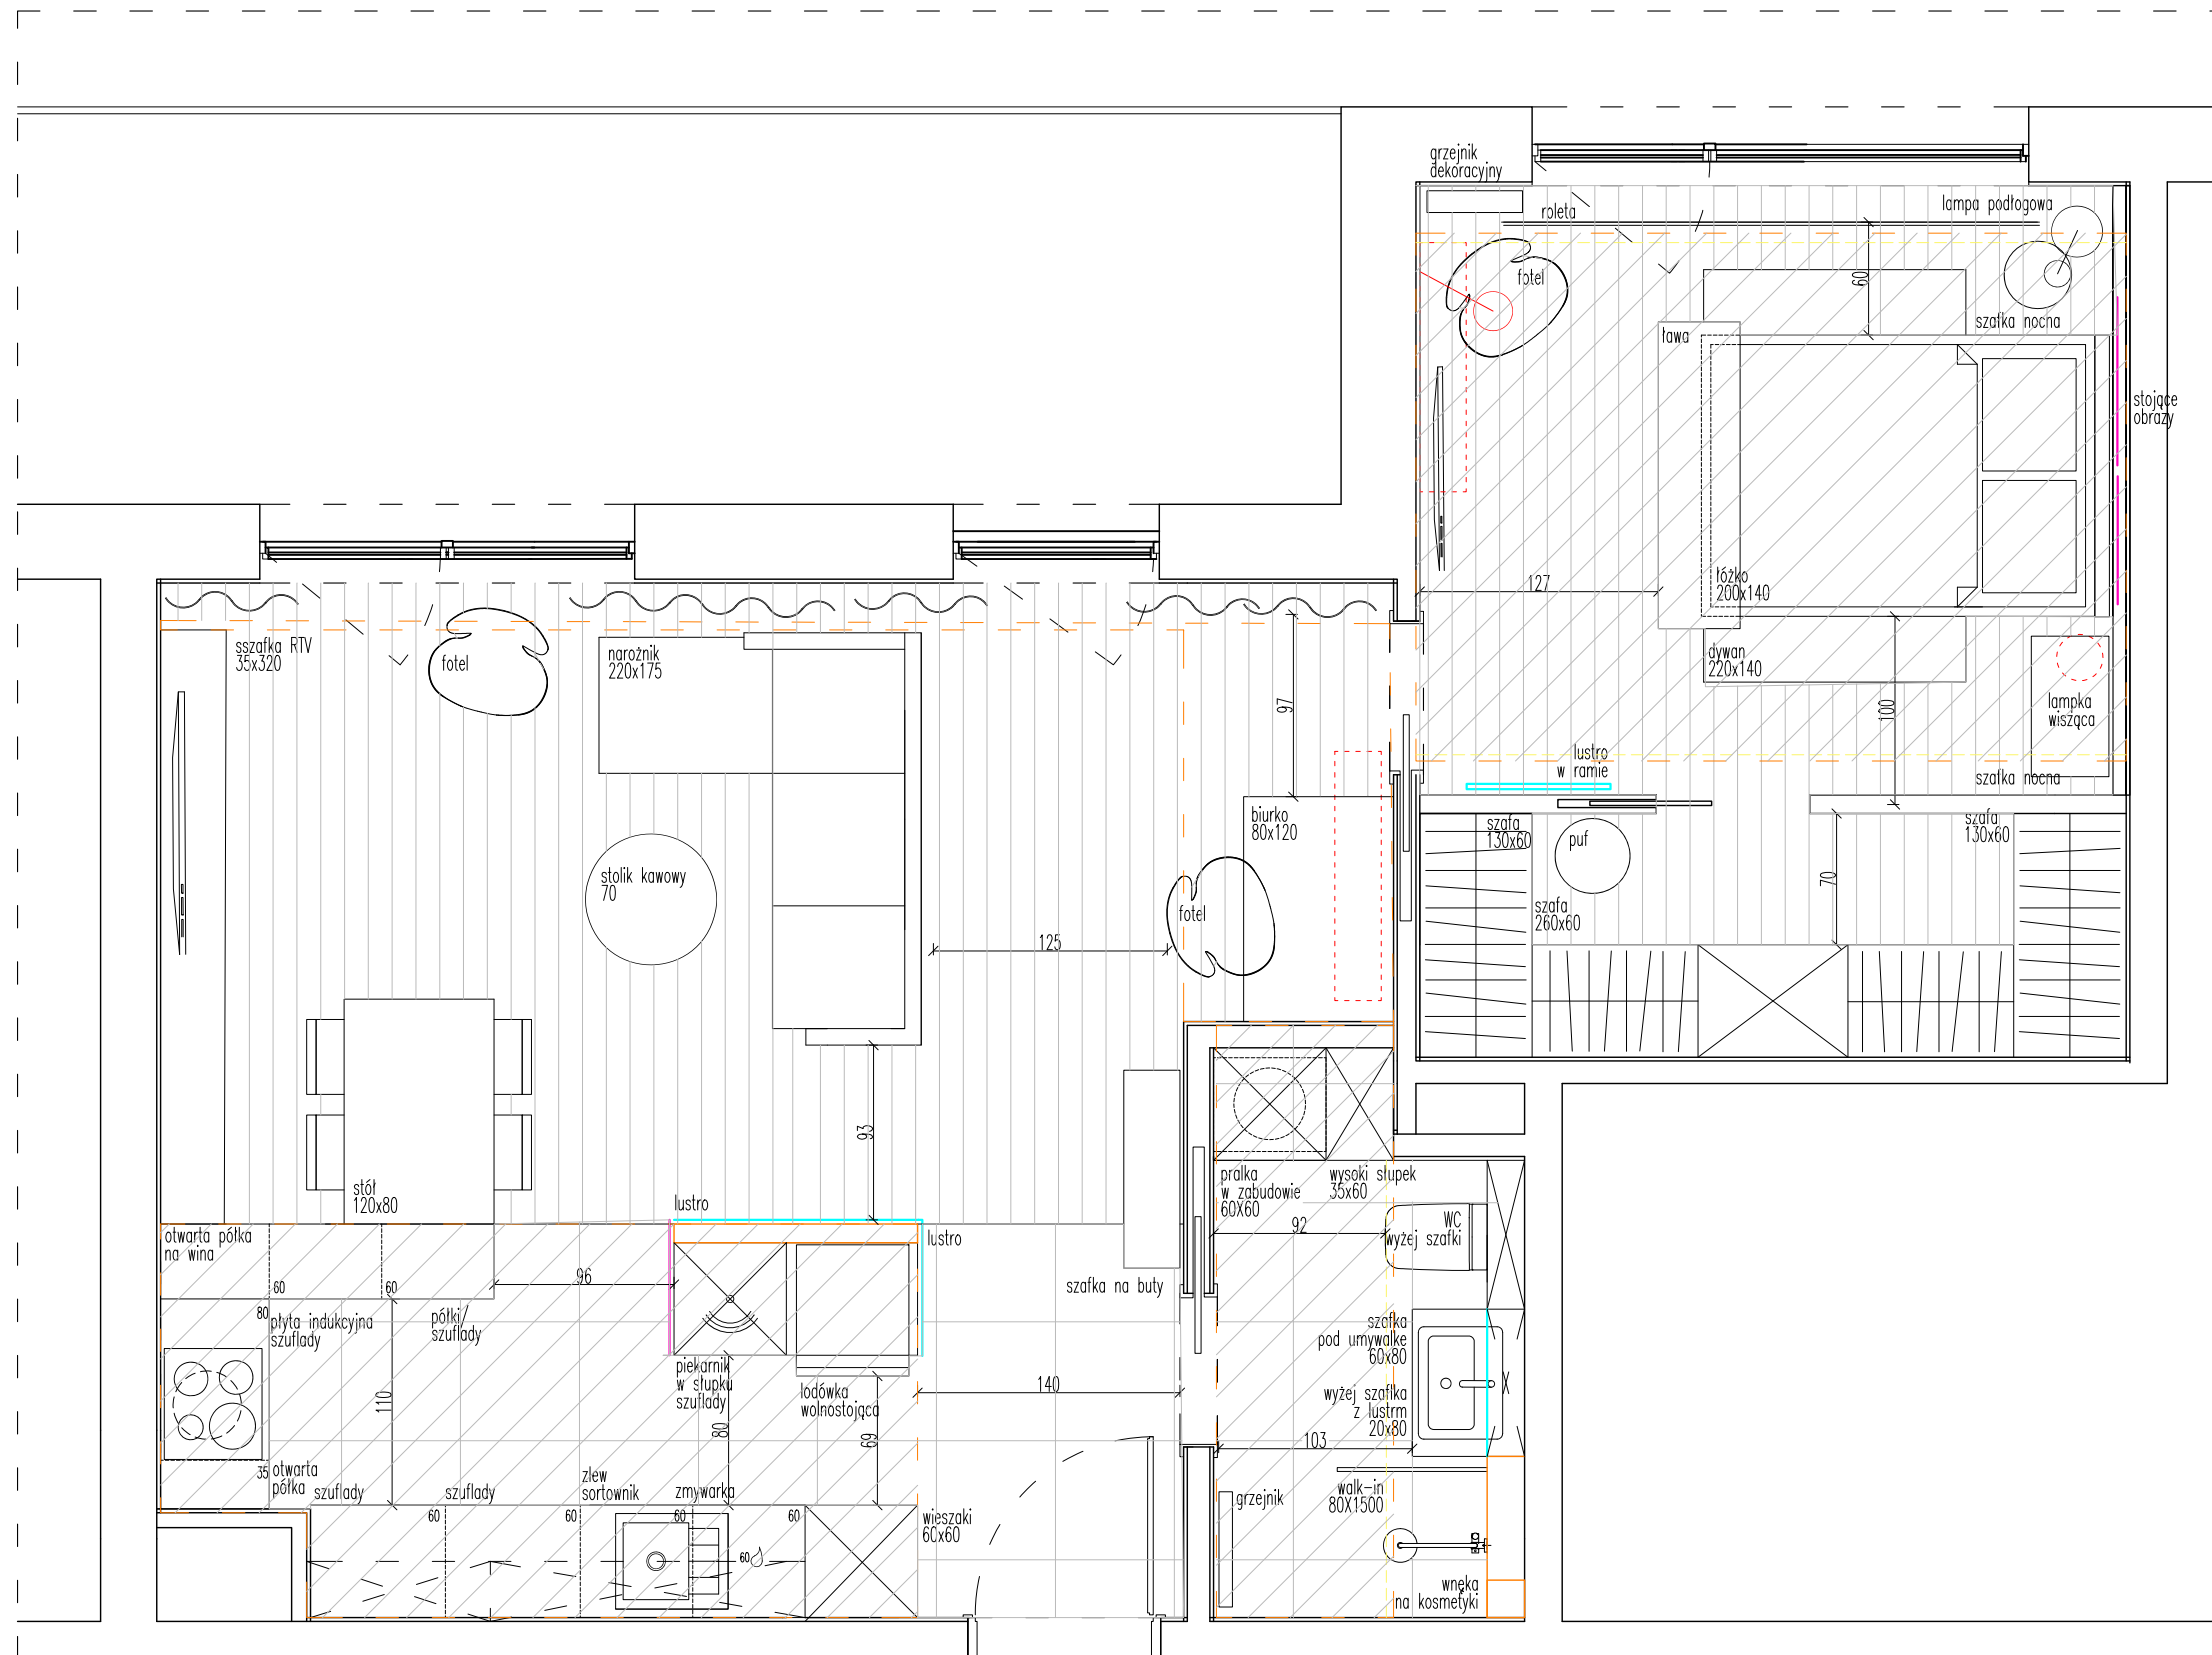 grzejnik
dekoracyjny
roleta
lampa podłogowa
fotel
60
szafka nocna
ława
stojące
obrazy
127
łóżko
200x140
dywan
220x140
100
lampka
wisząca
lustro
w ramie
szafka nocna
szafa
130x60
puf
szafa
130x60
70
szafa
260x60
sszafka RTV
35x320
fotel
narożnik
220x175
97
biurko
80x120
stolik kawowy
70
fotel
125
93
stół
120x80
lustro
pralka
w zabudowie
60X60
wysoki słupek
35x60
otwarta półka
na wina
lustro
92
WC
wyżej szafki
60
60
96
szafka na buty
80
płyta indukcyjna
szuflady
półki/
szuflady
szafka
pod umywalke
60x80
piekarnik
w słupku
szuflady
lodówka
wolnostojąca
140
wyżej szaflka
z lustrm
20x80
110
80
69
103
35
otwarta
półka
szuflady
szuflady
zlew
sortownik
zmywarka
walk-in
80X1500
grzejnik
60
60
60
60
wieszaki
60x60
60
wnęka
na kosmetyki